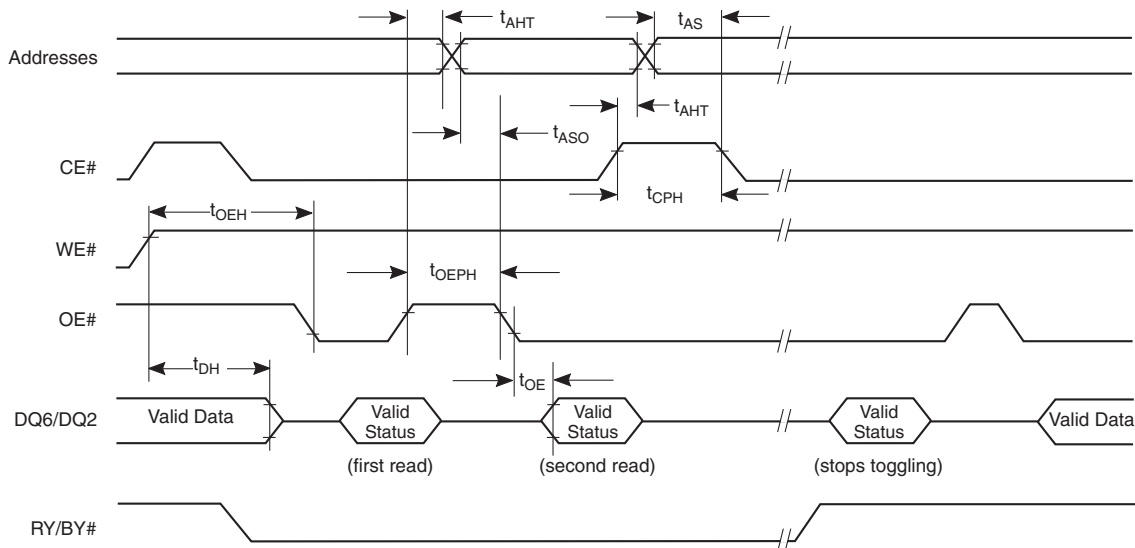 tAHT
tAS
Addresses
tAHT
tASO
CE#
tCPH
tOEH
WE#
tOEPH
OE#
tDH
tOE
DQ6/DQ2
Valid Data
Valid
Status
Valid
Status
Valid
Status
Valid Data
(first read)
(second read)
(stops toggling)
RY/BY#